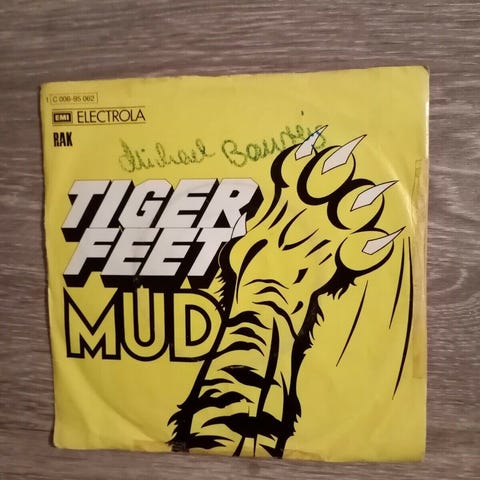 1 C 006-95 062
EMI ELECTROLA
RAK
Michael
TIGER
FEET
MUD